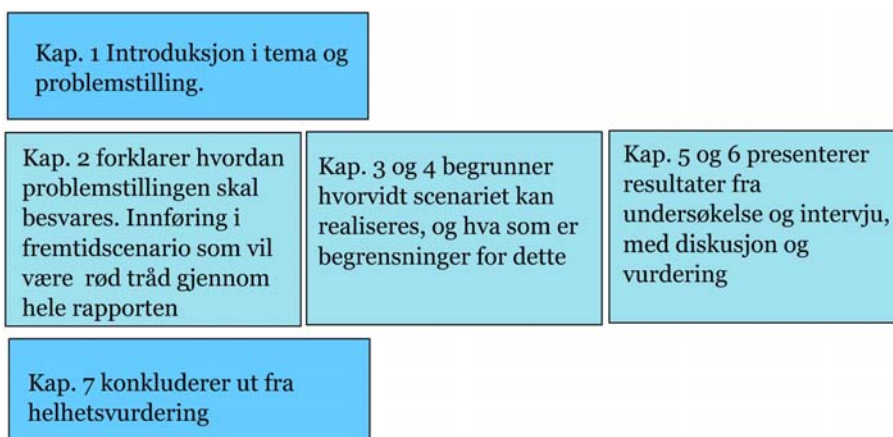 Kap. 1 Introduksjon i tema og
problemstilling.
Kap. 2 forklarer hvordan
problemstillingen skal
besvares. Innføring i
fremtidscenario som vil
være rød tråd gjennom
hele rapporten
Kap. 3 og 4 begrunner
hvorvidt scenariet kan
realiseres, og hva som er
begrensninger for dette
Kap. 5 og 6 presenterer
resultater fra
undersøkelse og intervju,
med diskusjon og
vurdering
Kap. 7 konkluderer ut fra
helhetsvurdering